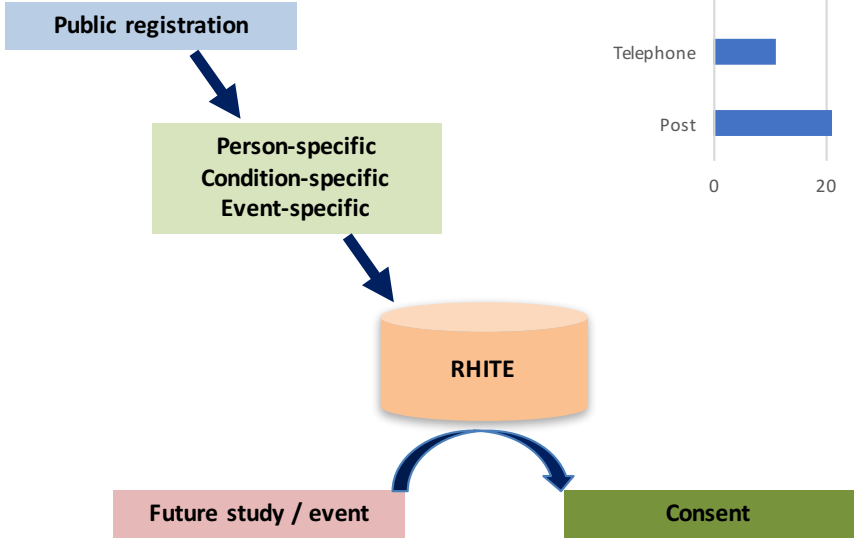 Public registration
Telephone
Person-specific
Condition-specific
Event-specific
Post
0 20
RHITE
Future study / event
Consent